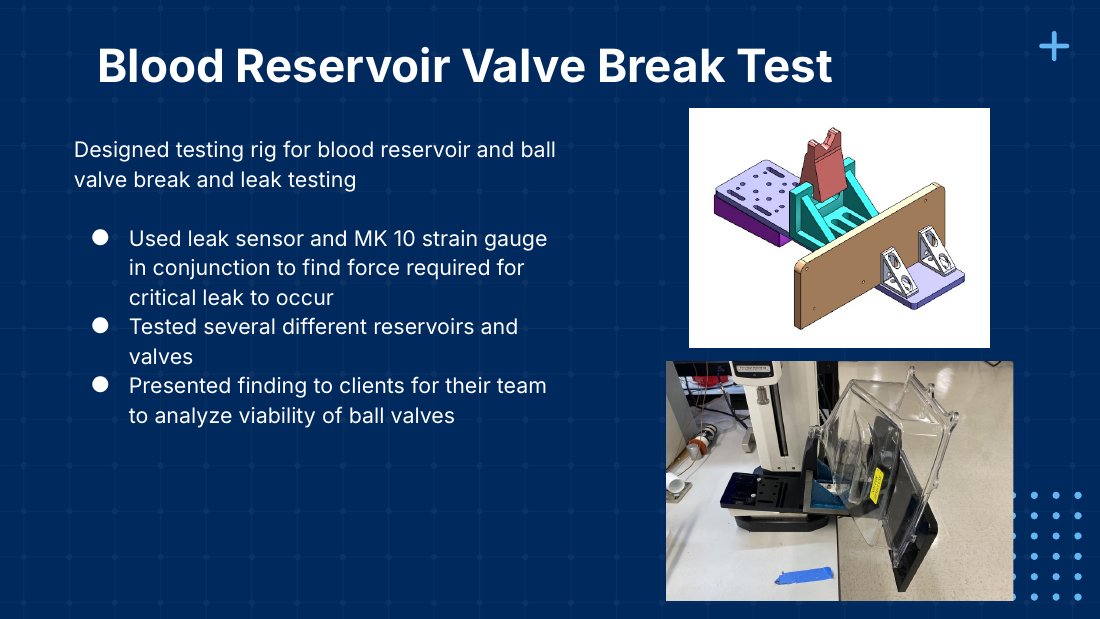 Blood Reservoir Valve Break Test
Designed testing rig for blood reservoir and ball
valve break and leak testing
● Used leak sensor and MK 10 strain gauge
in conjunction to find force required for
critical leak to occur
● Tested several different reservoirs and
valves
● Presented finding to clients for their team
to analyze viability of ball valves